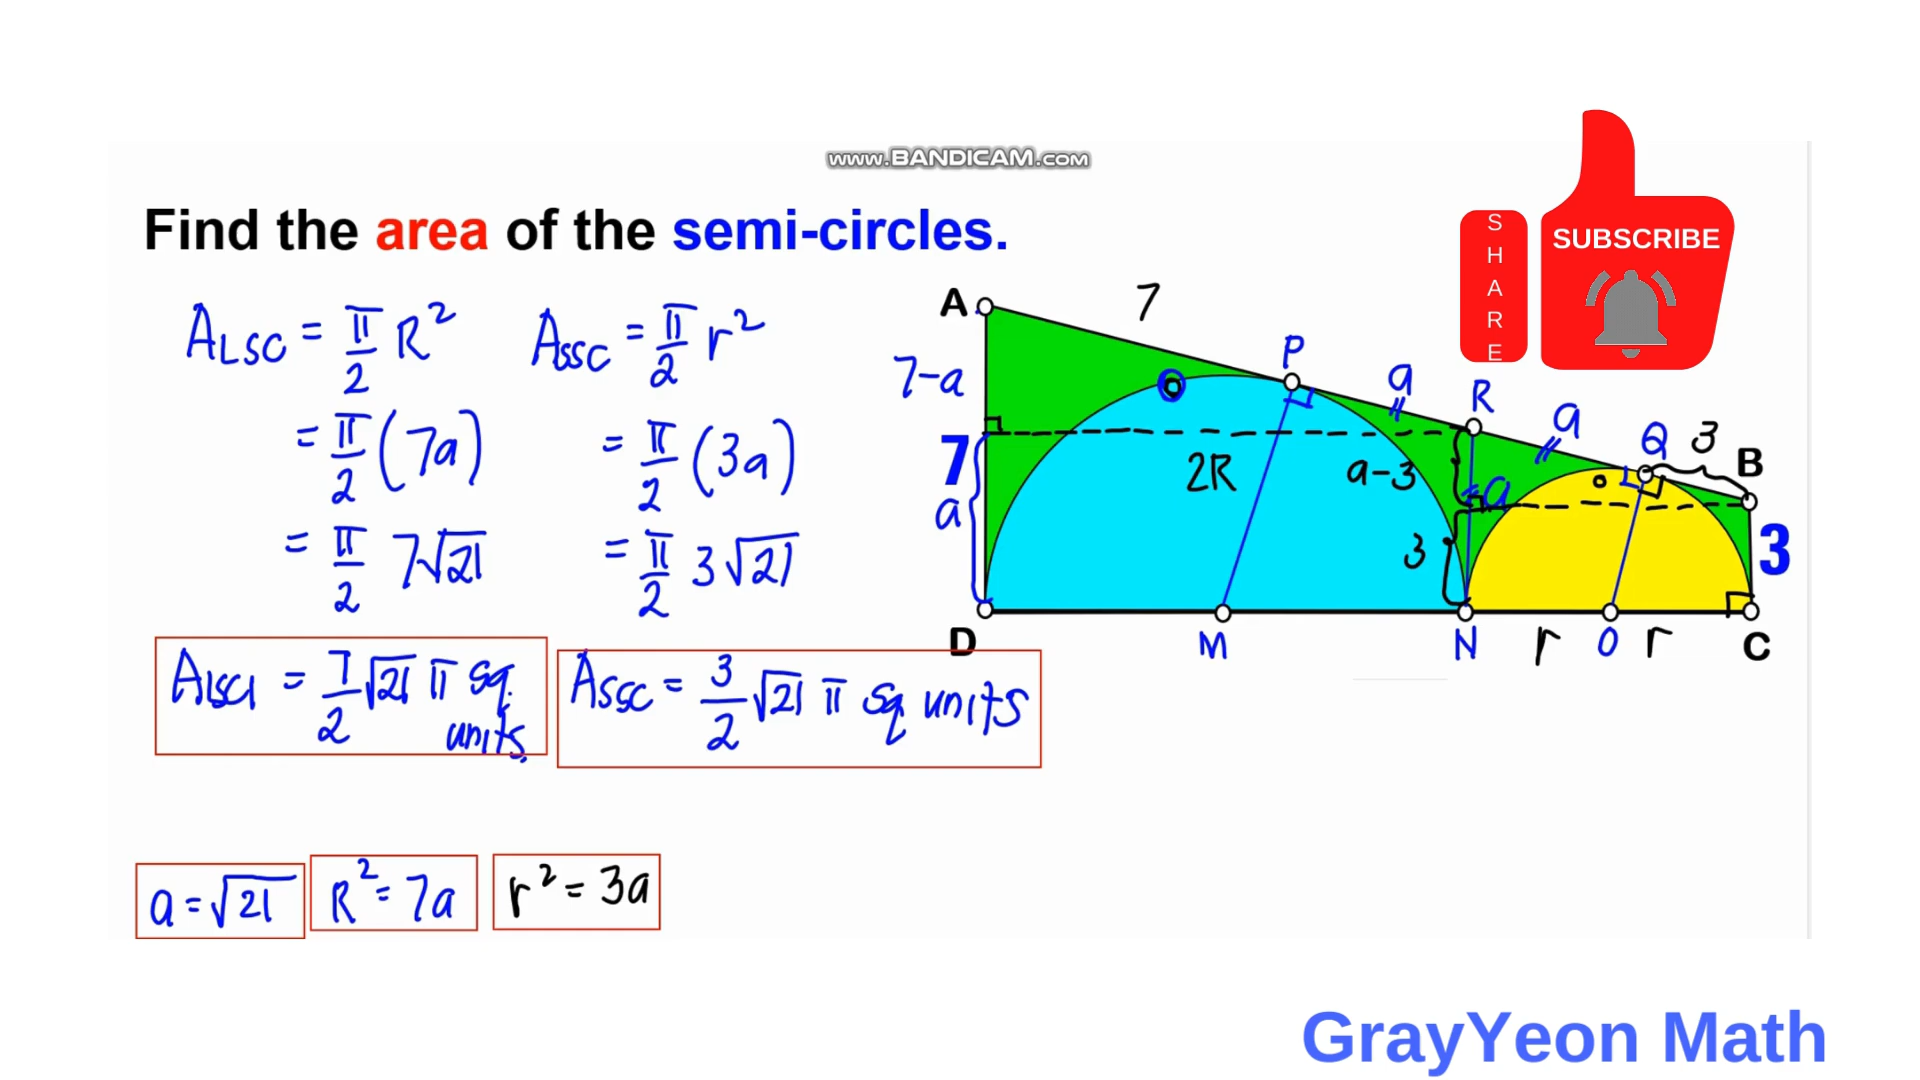 www.BANDICAM.com
Find the area of the semi-circles.
SHARE
SUBSCRIBE
A_LSC = π/2 R²
= π/2 (7a)
= π/2 7√21
A_LSC = 7/2 √21 π sq. units.
A_SSC = π/2 r²
= π/2 (3a)
= π/2 3√21
A_SSC = 3/2 √21 π sq units
a = √21
R² = 7a
r² = 3a
A
7
P
7-a
a
R
a
Q
3
B
7
2R
a-3
a
a
3
3
D
M
N
r
O
r
C
GrayYeon Math